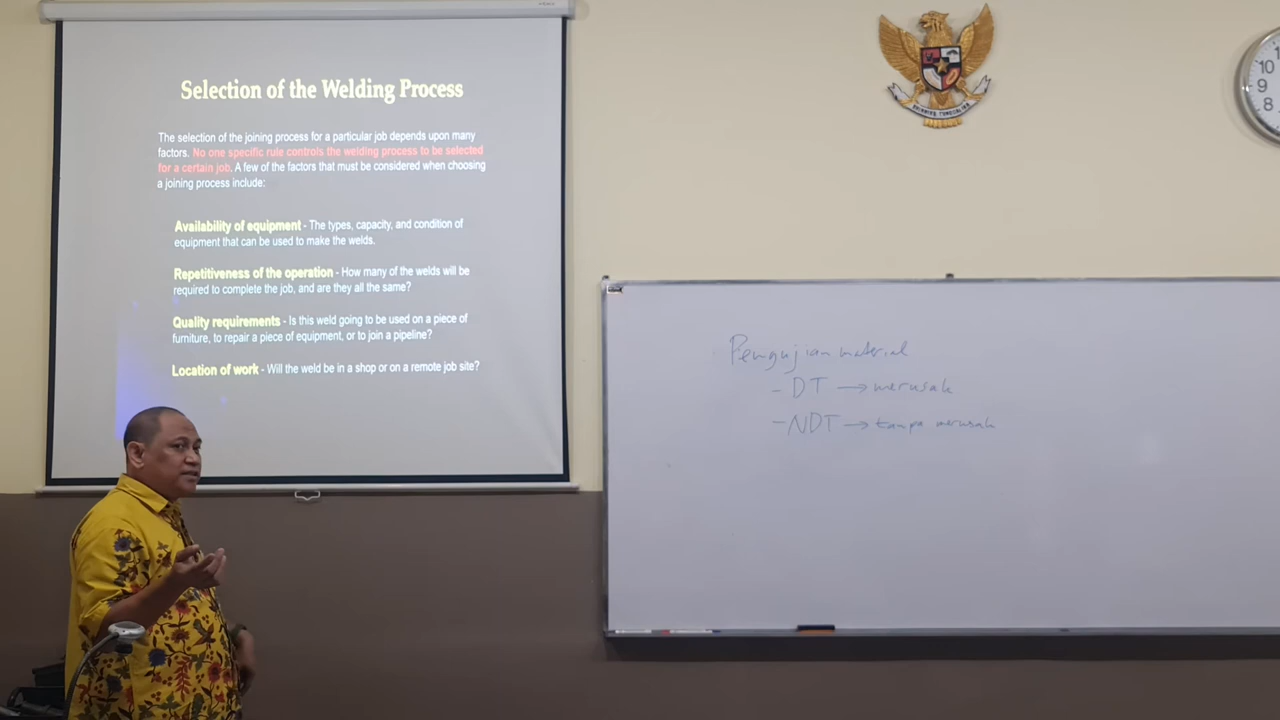 Selection of the Welding Process
The selection of the joining process for a particular job depends upon many
factors. No one specific rule controls the welding process to be selected
for a certain job. A few of the factors that must be considered when choosing
a joining process include:
Availability of equipment - The types, capacity, and condition of
equipment that can be used to make the welds.
Repetitiveness of the operation - How many of the welds will be
required to complete the job, and are they all the same?
Quality requirements - Is this weld going to be used on a piece of
furniture, to repair a piece of equipment, or to join a pipeline?
Location of work - Will the weld be in a shop or on a remote job site?
Pengujian material
- DT → merusak
- NDT → tanpa merusak
10
9
8